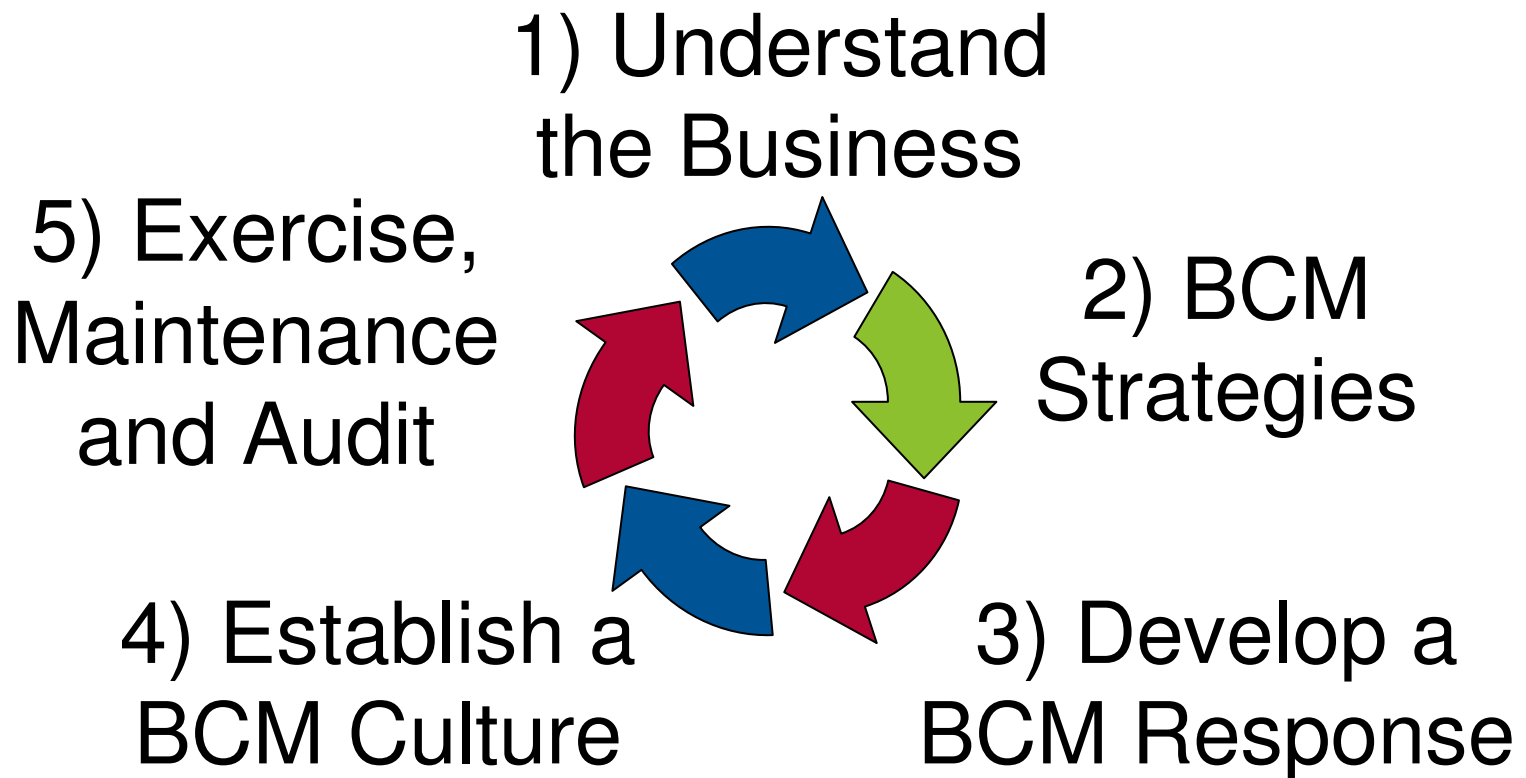 1) Understand
the Business
2) BCM
Strategies
3) Develop a
BCM Response
4) Establish a
BCM Culture
5) Exercise,
Maintenance
and Audit